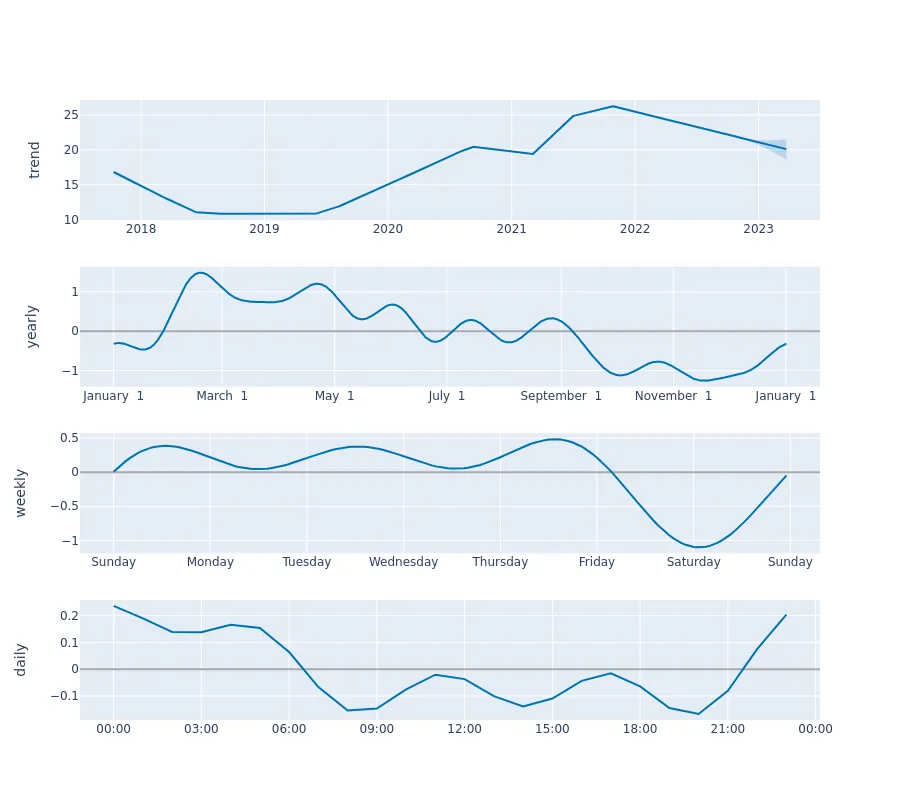 trend
25
20
15
10
2018 2019 2020 2021 2022 2023
yearly
1
0
−1
January 1 March 1 May 1 July 1 September 1 November 1 January 1
weekly
0.5
0
−0.5
−1
Sunday Monday Tuesday Wednesday Thursday Friday Saturday Sunday
daily
0.2
0.1
0
−0.1
00:00 03:00 06:00 09:00 12:00 15:00 18:00 21:00 00:00